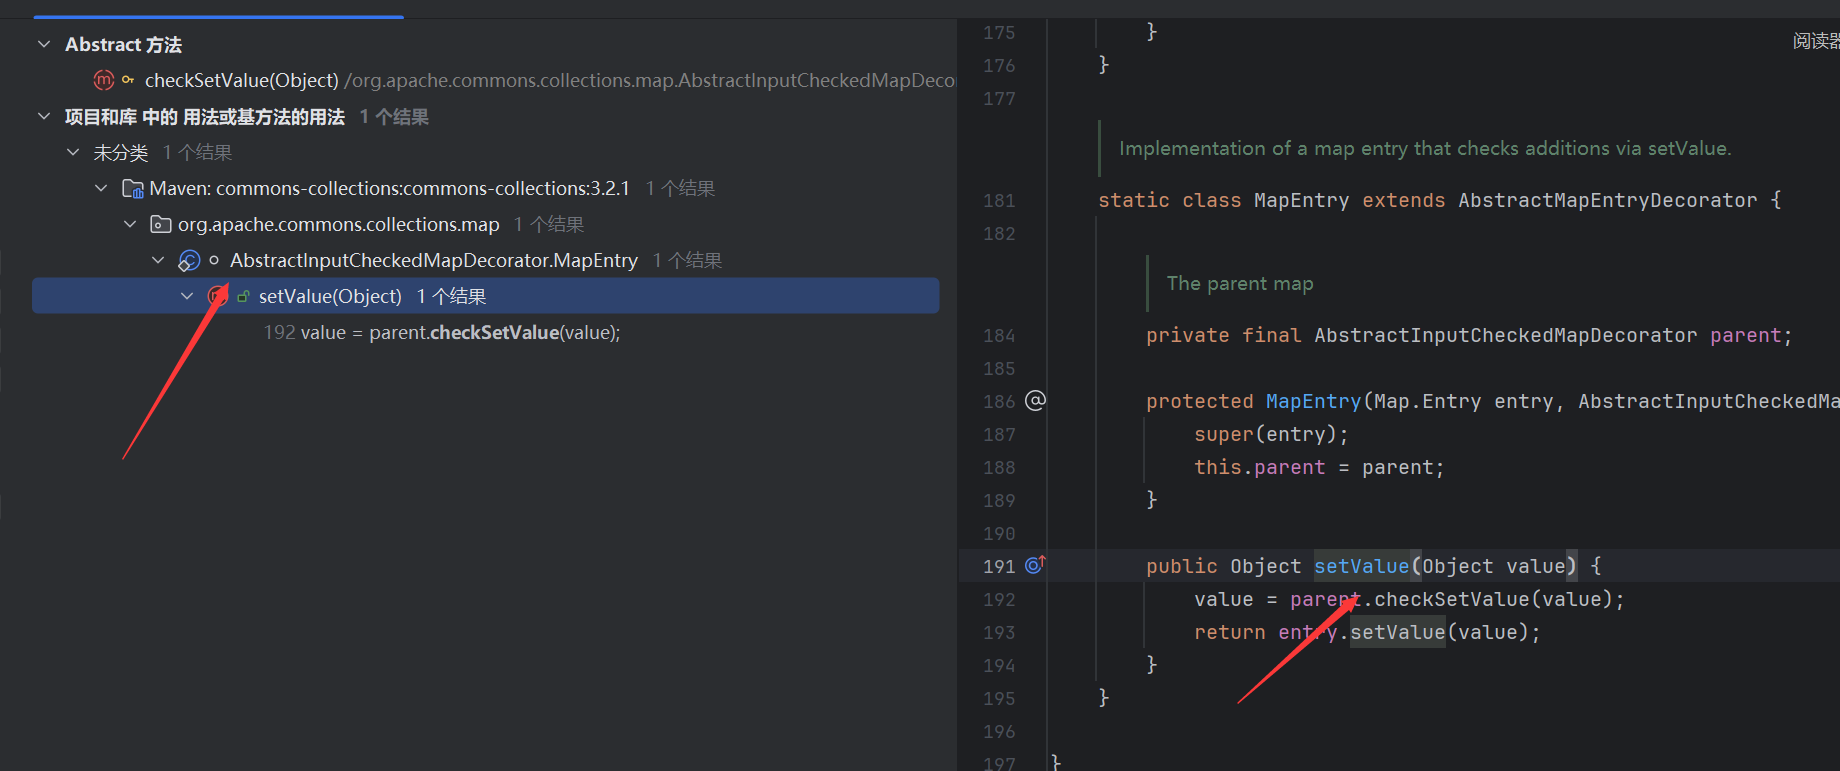 Abstract 方法
checkSetValue(Object) /org.apache.commons.collections.map.AbstractInputCheckedMapDeco
项目和库 中的 用法或基方法的用法 1 个结果
未分类 1 个结果
Maven: commons-collections:commons-collections:3.2.1 1 个结果
org.apache.commons.collections.map 1 个结果
AbstractInputCheckedMapDecorator.MapEntry 1 个结果
setValue(Object) 1 个结果
192 value = parent.checkSetValue(value);
阅读器
175 }
176 }
177
Implementation of a map entry that checks additions via setValue.
181 static class MapEntry extends AbstractMapEntryDecorator {
182
The parent map
184 private final AbstractInputCheckedMapDecorator parent;
185
186 protected MapEntry(Map.Entry entry, AbstractInputCheckedMa
187 super(entry);
188 this.parent = parent;
189 }
190
191 public Object setValue(Object value) {
192 value = parent.checkSetValue(value);
193 return entry.setValue(value);
194 }
195 }
196
197 }